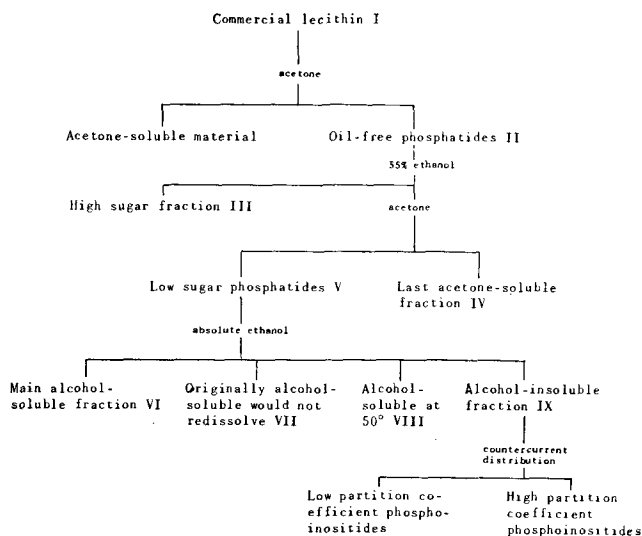 Commercial lecithin I
acetone
Acetone-soluble material
Oil-free phosphatides II
55% ethanol
High sugar fraction III
acetone
Low sugar phosphatides V
Last acetone-soluble
fraction IV
absolute ethanol
Main alcohol-
soluble fraction VI
Originally alcohol-
soluble would not
redissolve VII
Alcohol-
soluble at
50° VIII
Alcohol-insoluble
fraction IX
countercurrent
distribution
Low partition co-
efficient phospho-
inositides
High partition
coefficient
phosphoinositides